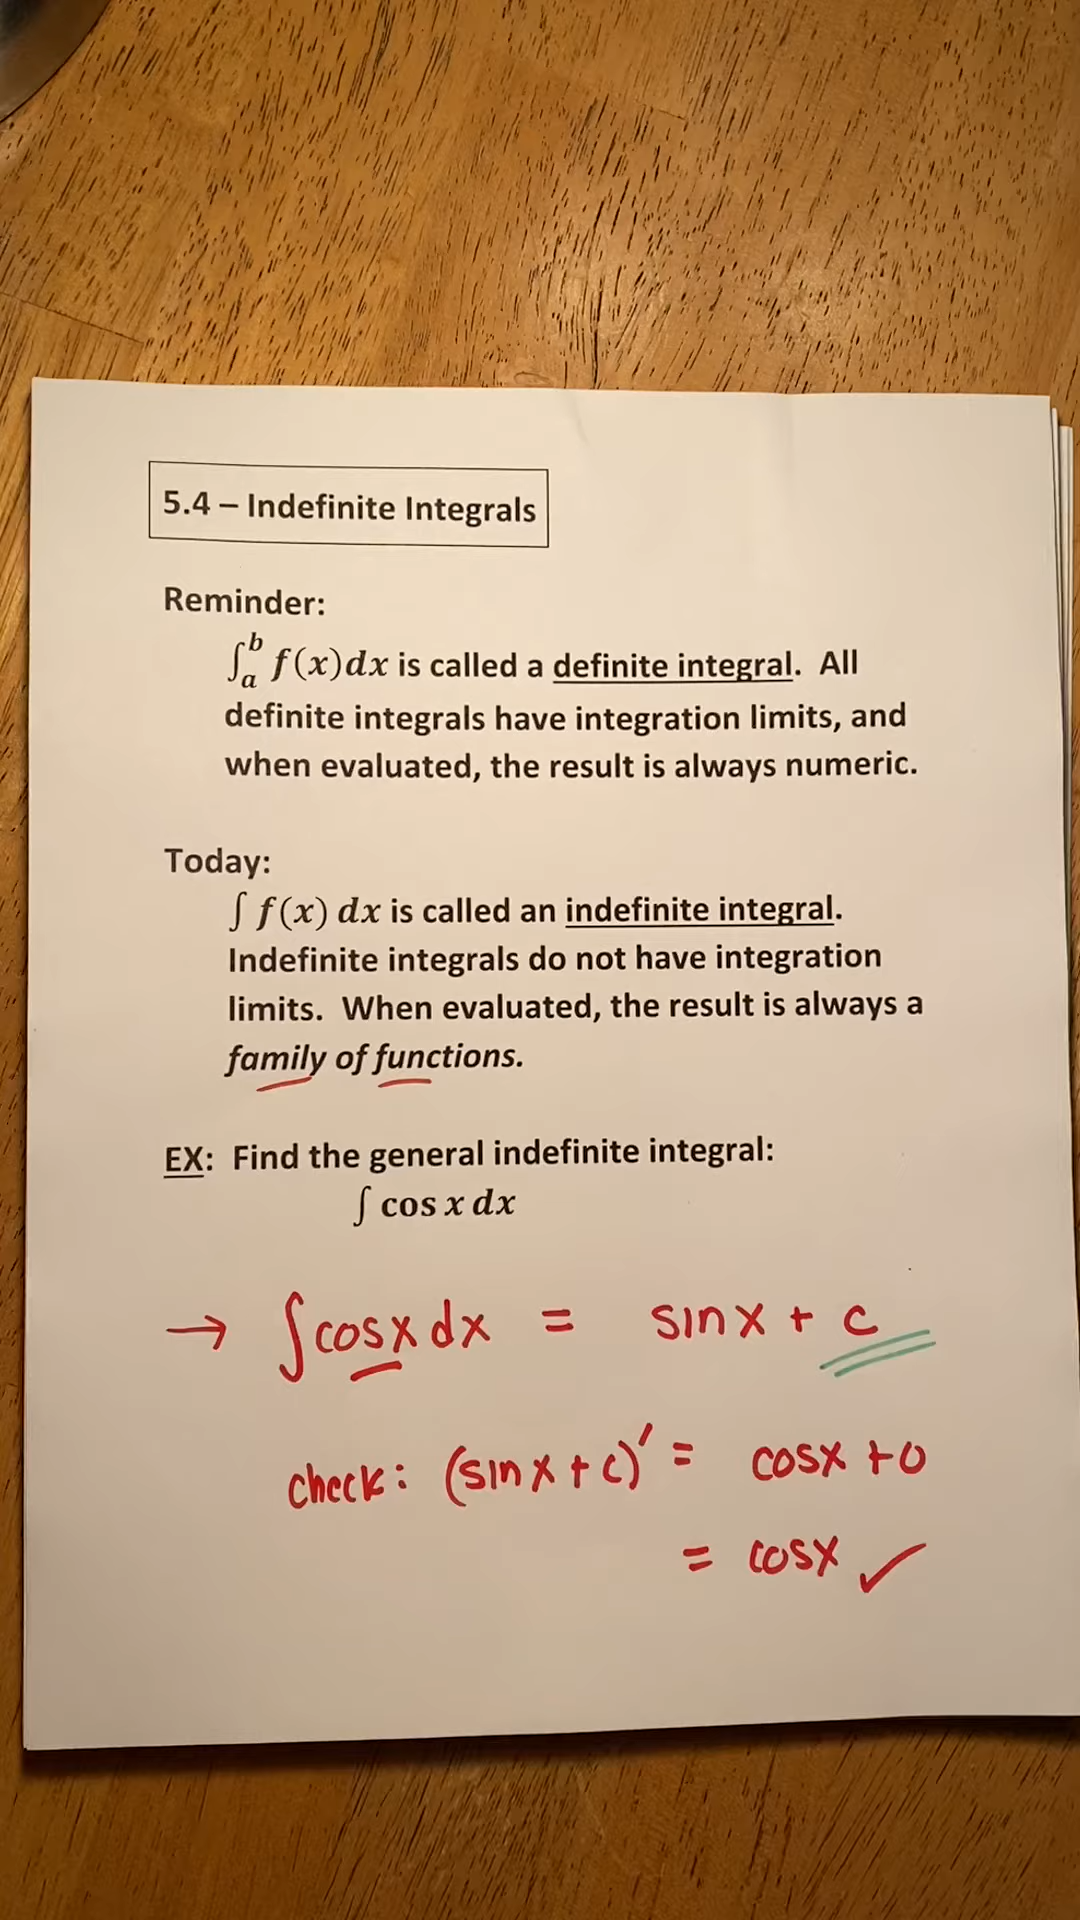 5.4 – Indefinite Integrals
Reminder:
∫ₐᵇ f(x)dx is called a definite integral. All
definite integrals have integration limits, and
when evaluated, the result is always numeric.
Today:
∫ f(x) dx is called an indefinite integral.
Indefinite integrals do not have integration
limits. When evaluated, the result is always a
family of functions.
EX: Find the general indefinite integral:
∫ cos x dx
→ ∫cosx dx = sinx + c
check: (sinx + c)′ = cosx + 0
= cosx ✓